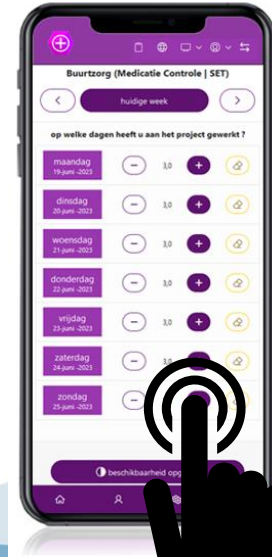 Buurtzorg (Medicatie Controle | SET)
huidige week
op welke dagen heeft u aan het project gewerkt ?
maandag
19-juni -2023
3,0
dinsdag
20-juni -2023
3,0
woensdag
21-juni -2023
3,0
donderdag
22-juni -2023
3,0
vrijdag
23-juni -2023
3,0
zaterdag
24-juni -2023
3,0
zondag
25-juni -2023
beschikbaarheid